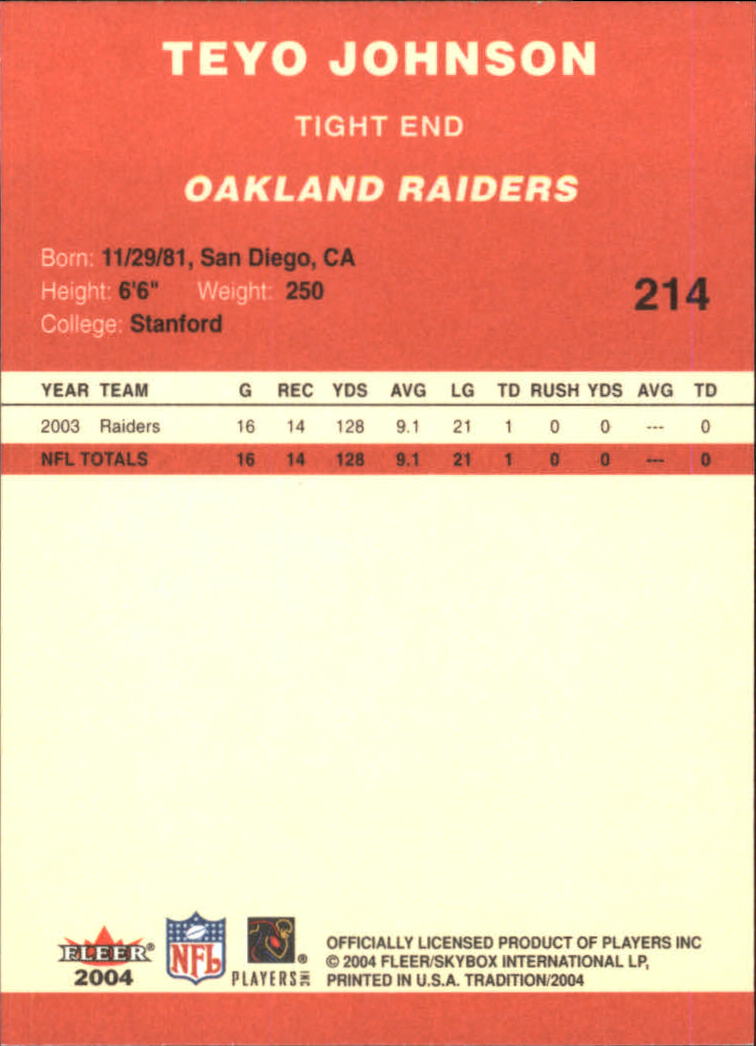 TEYO JOHNSON
TIGHT END
OAKLAND RAIDERS
Born: 11/29/81, San Diego, CA
Height: 6'6" Weight: 250
214
College: Stanford
YEAR TEAM G REC YDS AVG LG TD RUSH YDS AVG TD
2003 Raiders 16 14 128 9.1 21 1 0 0 --- 0
NFL TOTALS 16 14 128 9.1 21 1 0 0 --- 0
FLEER®
2004
NFL
®
PLAYERS INC
OFFICIALLY LICENSED PRODUCT OF PLAYERS INC
© 2004 FLEER/SKYBOX INTERNATIONAL LP,
PRINTED IN U.S.A. TRADITION/2004